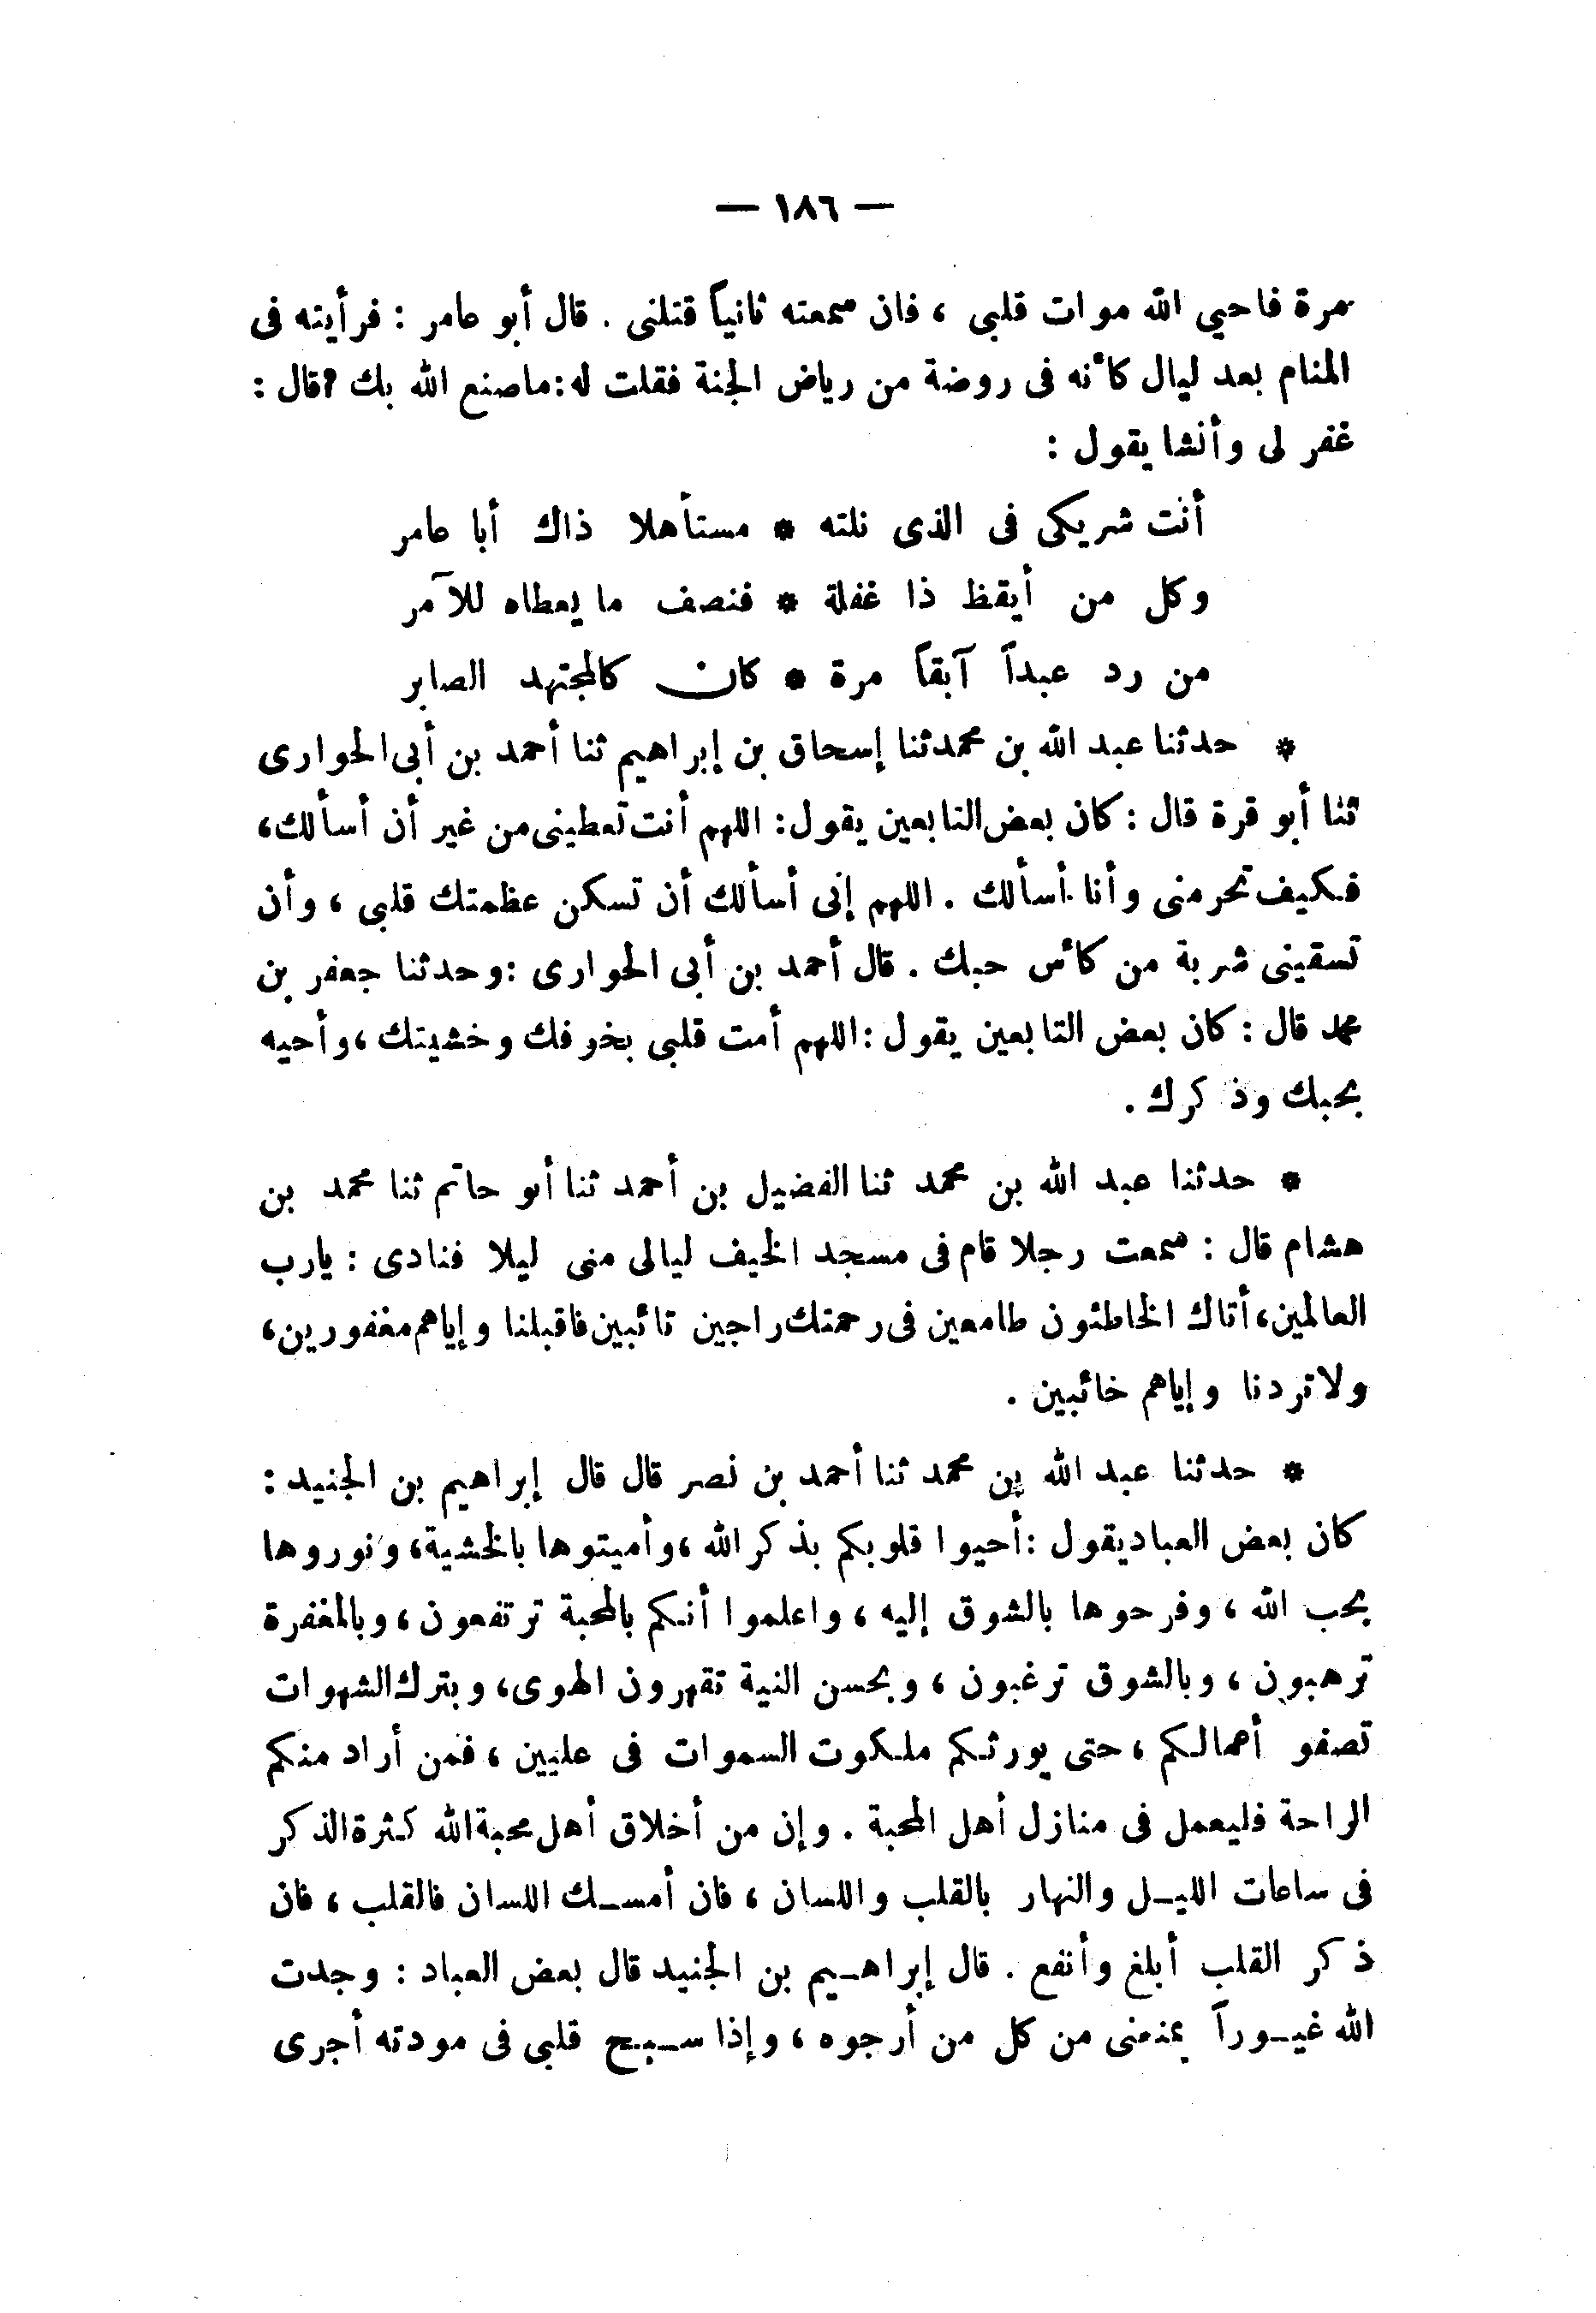 — ١٨٦ —
مرة فاحيي الله موات قلبى ، فان سمعته ثانياً قتلنى . قال أبو عامر : فرأيته فى
المنام بعد ليال كأنه فى روضة من رياض الجنة فقلت له : ماصنع الله بك ؟ قال :
غفر لى وأنشا يقول :
أنت شريكى فى الذى نلته * مستأهلا ذاك أبا عامر
وكل من أيقظ ذا غفلة * فنصف ما يعطاه للآمر
من رد عبداً آبقاً مرة * كان كالمجتهد الصابر
* حدثنا عبد الله بن محمد ثنا إسحاق بن إبراهيم ثنا أحمد بن أبى الحوارى
ثنا أبو قرة قال : كان بعض التابعين يقول : اللهم أنت تعطينى من غير أن أسألك ،
فكيف تحرمنى وأنا أسألك . اللهم إنى أسألك أن تسكن عظمتك قلبى ، وأن
تسقينى شربة من كأس حبك . قال أحمد بن أبى الحوارى : وحدثنا جعفر بن
محمد قال : كان بعض التابعين يقول : اللهم أمت قلبى بخوفك وخشيتك ، وأحيه
بحبك وذكرك .
* حدثنا عبد الله بن محمد ثنا الفضيل بن أحمد ثنا أبو حاتم ثنا محمد بن
هشام قال : سمعت رجلا قام فى مسجد الخيف ليالى منى ليلا فنادى : يارب
العالمين ، أتاك الخاطئون طامعين فى رحمتك راجين تائبين فاقبلنا وإياهم مغفورين ،
ولا تردنا وإياهم خائبين .
* حدثنا عبد الله بن محمد ثنا أحمد بن نصر قال قال إبراهيم بن الجنيد :
كان بعض العباد يقول : أحيوا قلوبكم بذكر الله ، وأميتوها بالخشية ، ونوروها
بحب الله ، وفرحوها بالشوق إليه ، واعلموا أنكم بالمحبة ترتفعون ، وبالمغفرة
ترهبون ، وبالشوق ترغبون ، وبحسن النية تقهرون الهوى ، وبترك الشهوات
تصفو أعمالكم ، حتى يورثكم ملكوت السموات فى عليين ، فمن أراد منكم
الراحة فليعمل فى منازل أهل المحبة . وإن من أخلاق أهل محبة الله كثرة الذكر
فى ساعات الليل والنهار بالقلب واللسان ، فان أمسك اللسان فالقلب ، فان
ذكر القلب أبلغ وأنفع . قال إبراهيم بن الجنيد قال بعض العباد : وجدت
الله غيوراً يمنعنى من كل من أرجوه ، وإذا سبح قلبى فى مودته أجرى